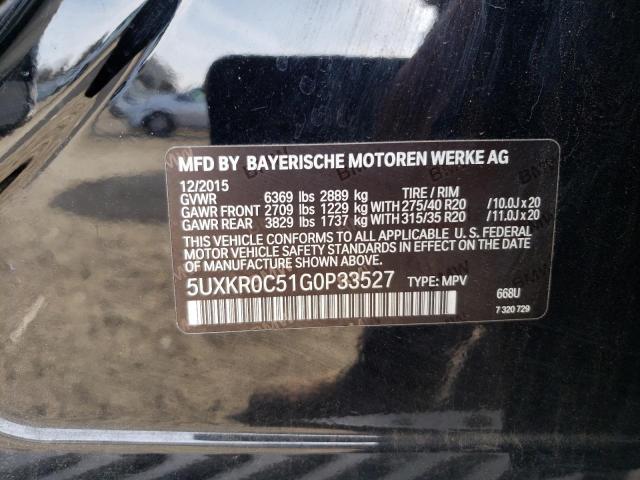 MFD BY BAYERISCHE MOTOREN WERKE AG
12/2015
GVWR 6369 lbs 2889 kg TIRE / RIM
GAWR FRONT 2709 lbs 1229 kg WITH 275/40 R20 /10.0J x 20
GAWR REAR 3829 lbs 1737 kg WITH 315/35 R20 /11.0J x 20
THIS VEHICLE CONFORMS TO ALL APPLICABLE U.S. FEDERAL
MOTOR VEHICLE SAFETY STANDARDS IN EFFECT ON THE DATE
OF MANUFACTURE SHOWN ABOVE.
5UXKR0C51G0P33527 TYPE: MPV 668U
7 320 729